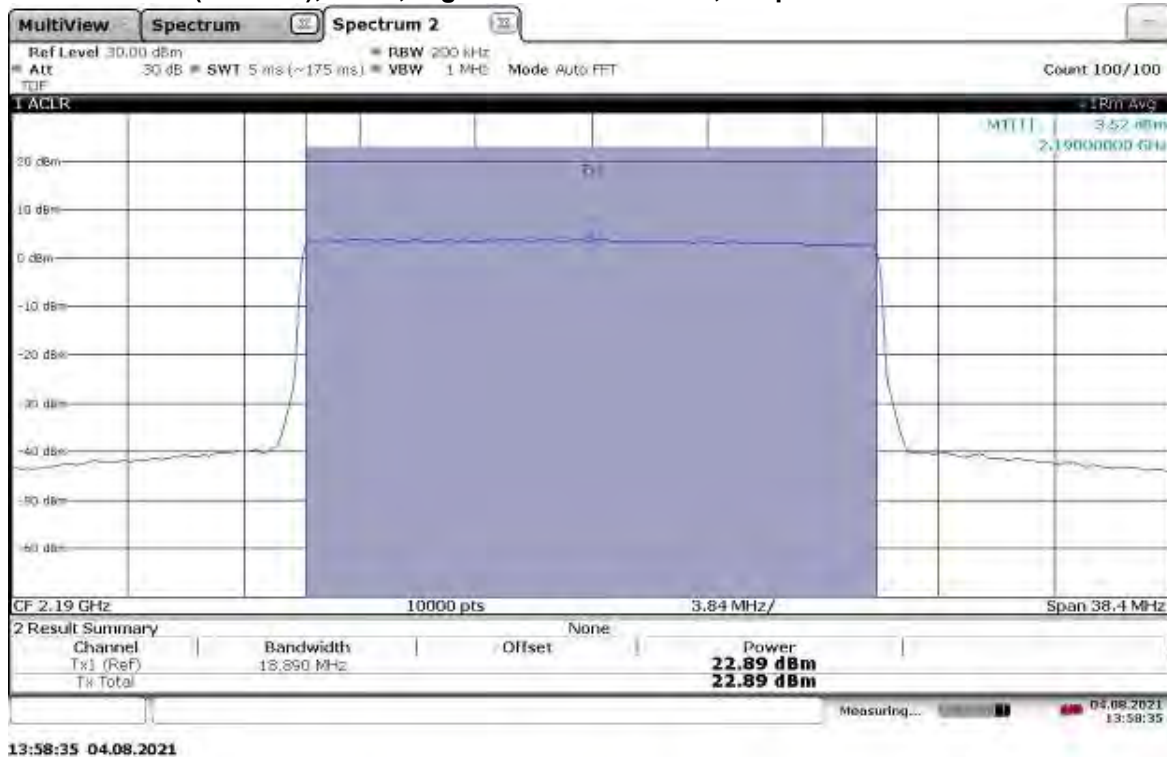 MultiView Spectrum Spectrum 2
Ref Level 30.00 dBm RBW 200 kHz
Att 30 dB SWT 5 ms (~175 ms) VBW 1 MHz Mode Auto FFT Count 100/100
TDF
1 ACLR 1Rm Avg
M1[1] 3.52 dBm
2.19000000 GHz
20 dBm
10 dBm
0 dBm
-10 dBm
-20 dBm
-30 dBm
-40 dBm
-50 dBm
-60 dBm
CF 2.19 GHz 10000 pts 3.84 MHz/ Span 38.4 MHz
2 Result Summary None
Channel Bandwidth Offset Power
Tx1 (Ref) 18.890 MHz 22.89 dBm
Tx Total 22.89 dBm
Measuring... 04.08.2021
13:58:35
13:58:35 04.08.2021